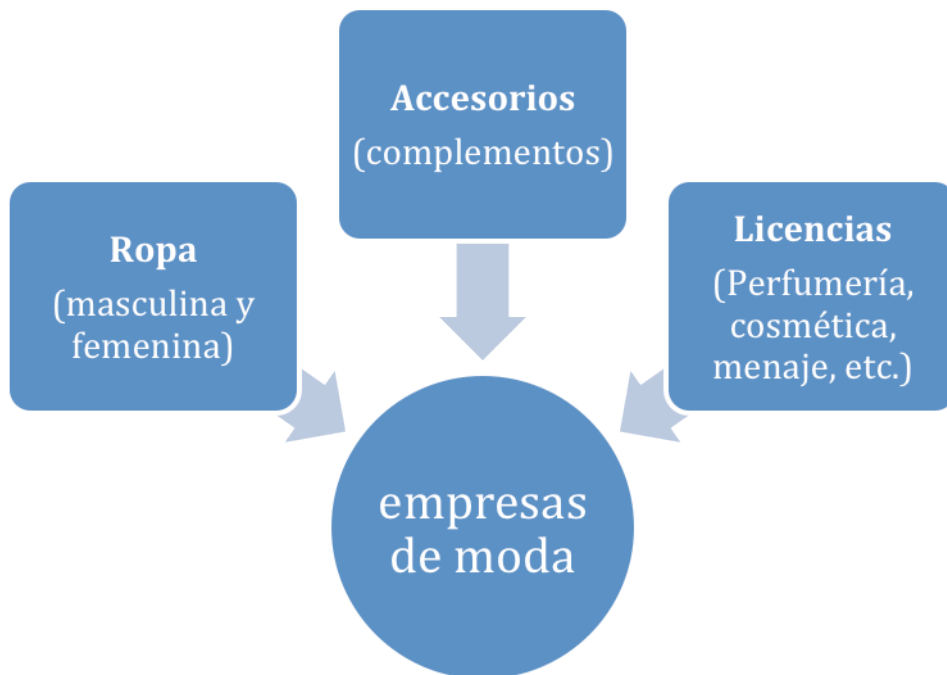 Accesorios
(complementos)
Ropa
(masculina y
femenina)
Licencias
(Perfumería,
cosmética,
menaje, etc.)
empresas
de moda